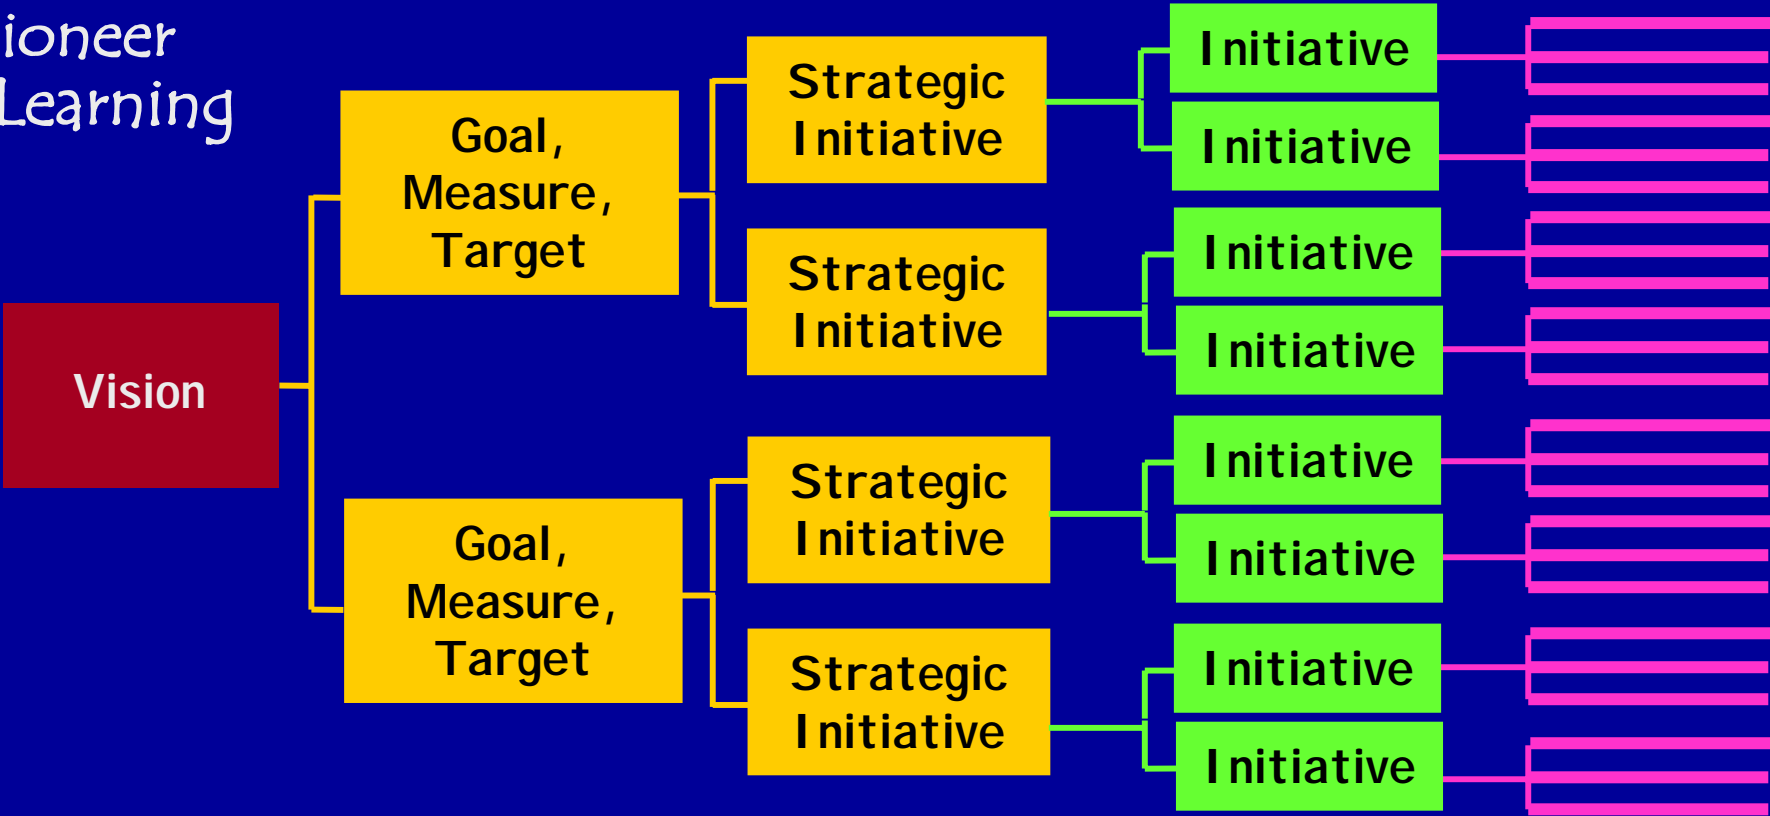 ioneer
Learning
Vision
Goal,
Measure,
Target
Goal,
Measure,
Target
Strategic
Initiative
Strategic
Initiative
Strategic
Initiative
Strategic
Initiative
Initiative
Initiative
Initiative
Initiative
Initiative
Initiative
Initiative
Initiative